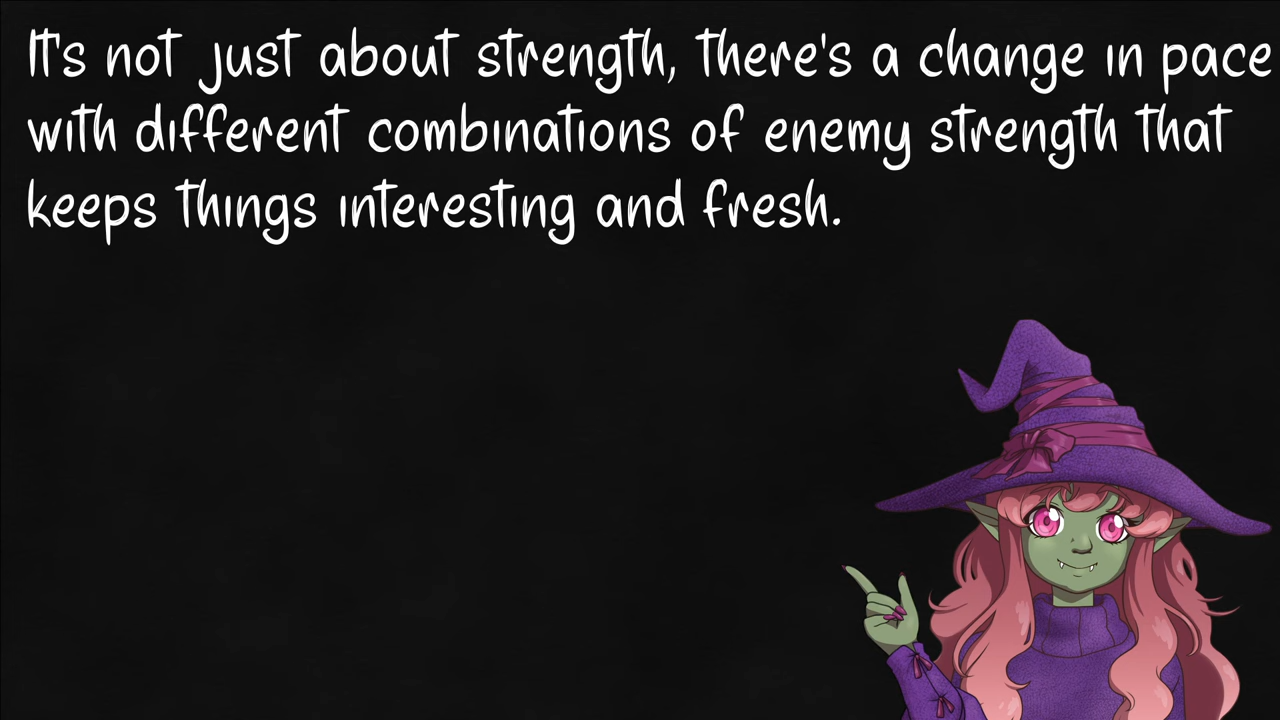 It's not just about strength, there's a change in pace
with different combinations of enemy strength that
keeps things interesting and fresh.